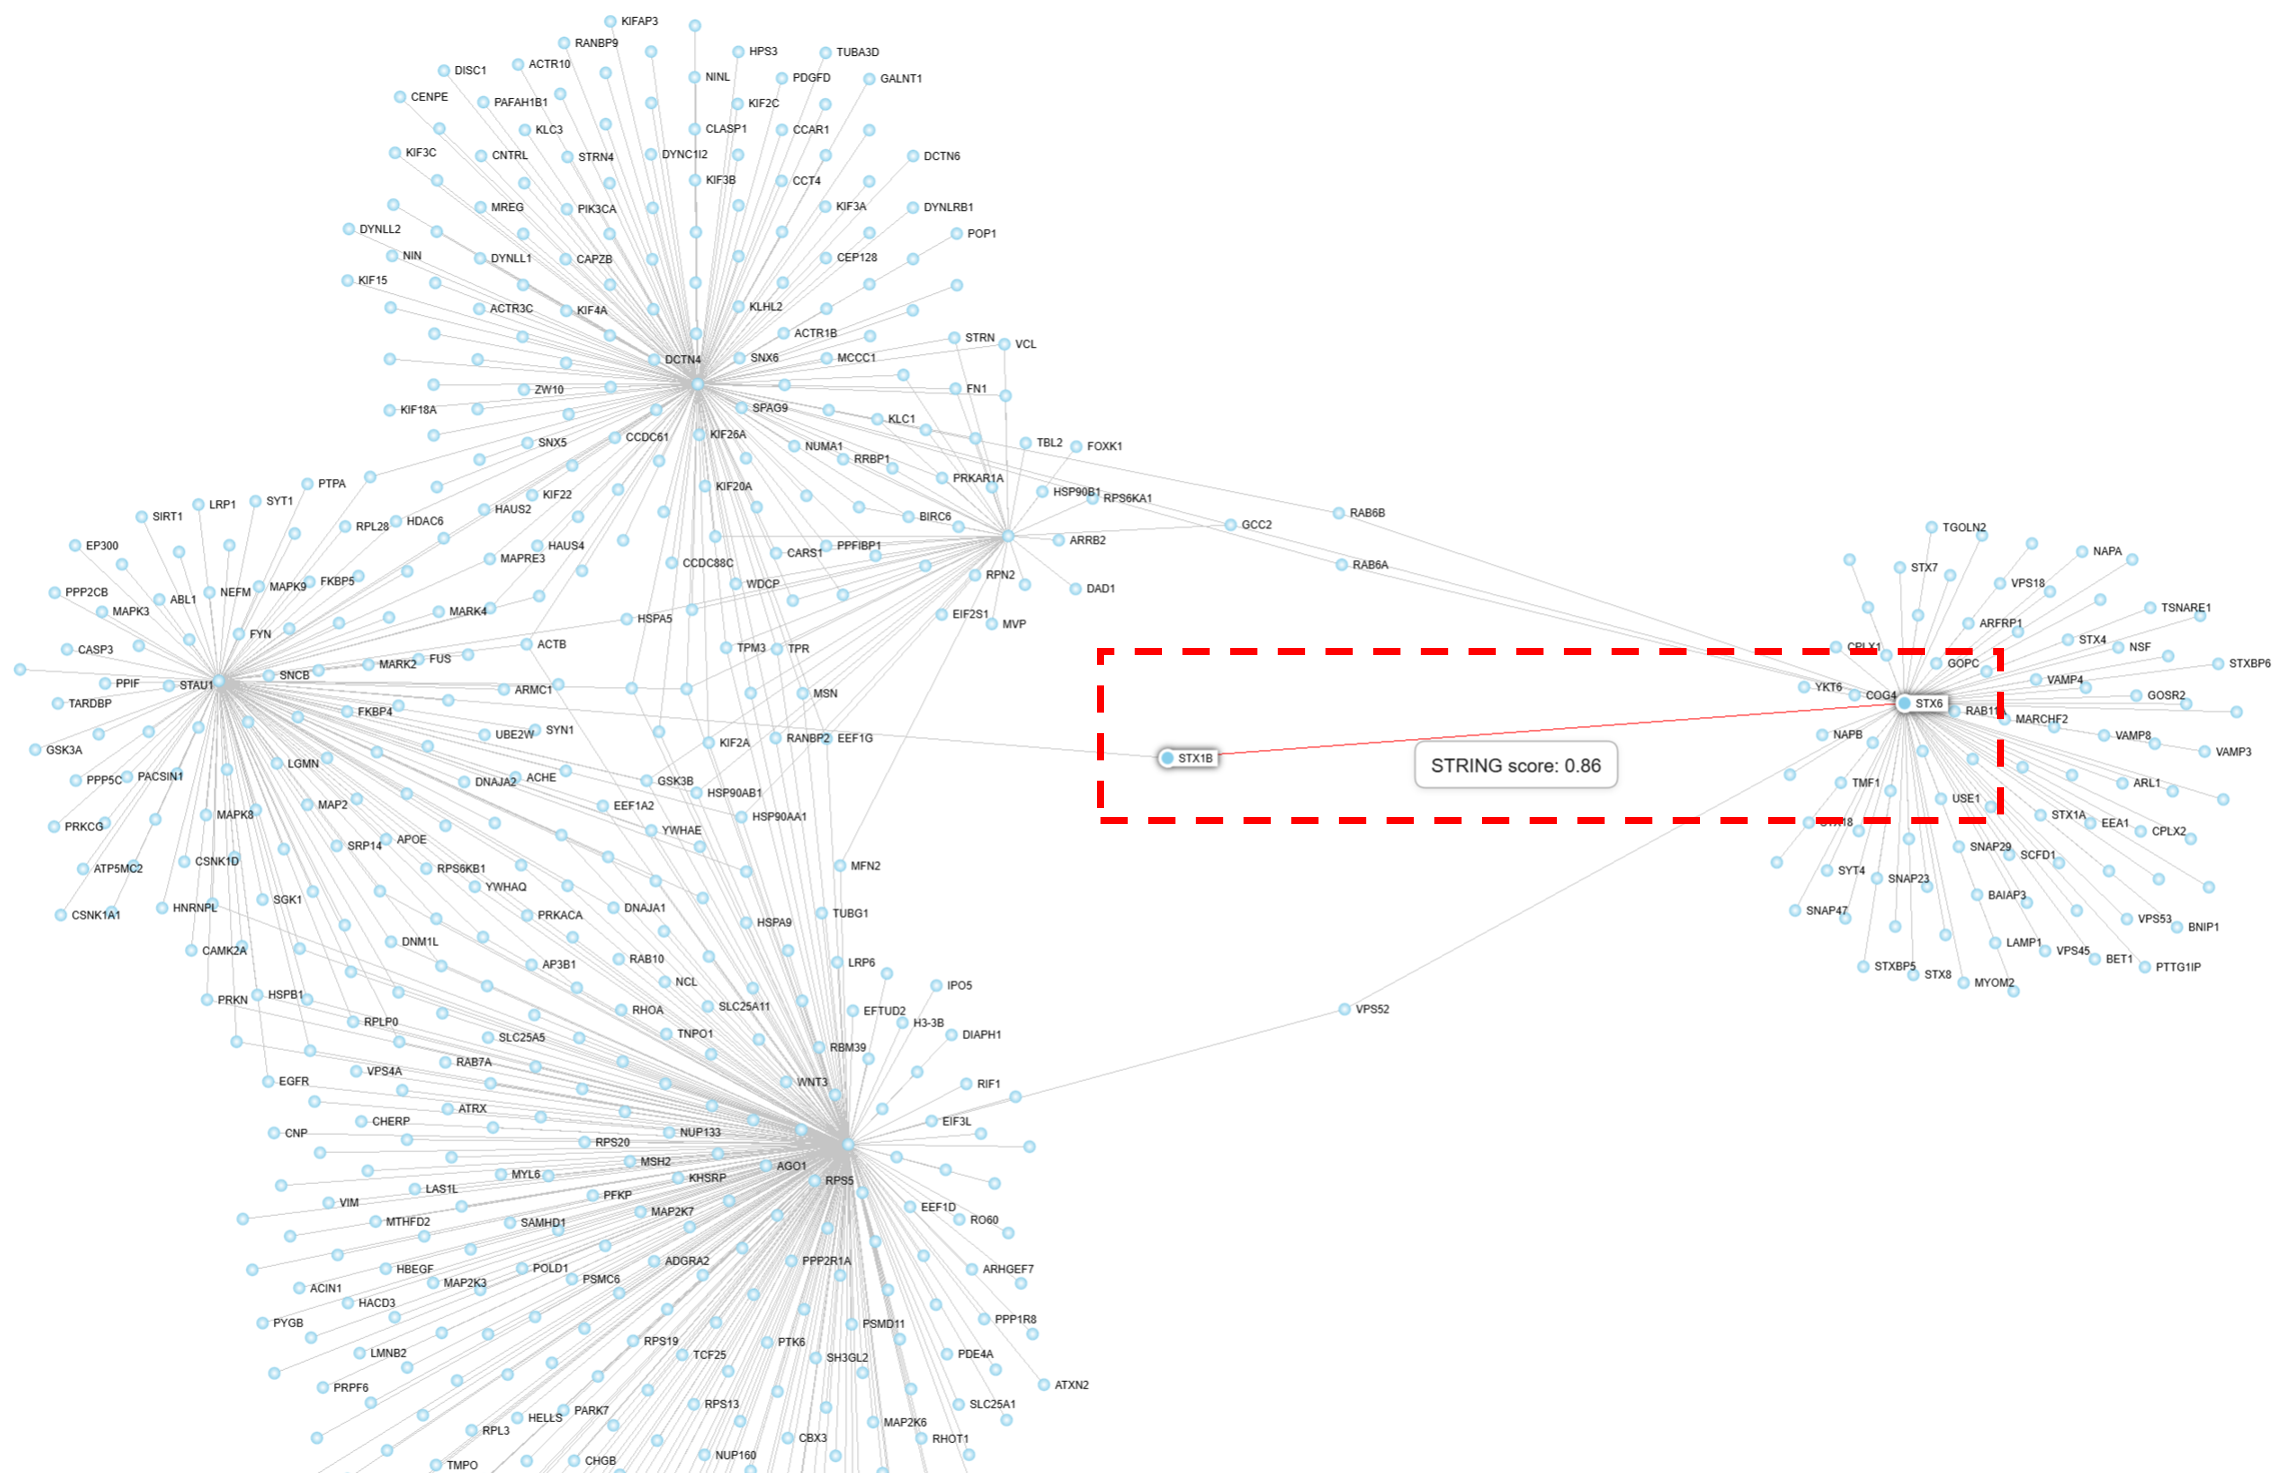 KIFAP3
RANBP9
HPS3
TUBA3D
ACTR10
DISC1
NINL
PDGFD
GALNT1
CENPE
PAFAH1B1
KIF2C
KLC3
CLASP1
CCAR1
KIF3C
CNTRL
STRN4
DYNC1I2
DCTN6
KIF3B
CCT4
MREG
PIK3CA
KIF3A
DYNLRB1
DYNLL2
POP1
NIN
DYNLL1
CAPZB
CEP128
KIF15
ACTR3C
KIF4A
KLHL2
ACTR1B
STRN
VCL
DCTN4
SNX6
MCCC1
ZW10
FN1
KIF18A
SPAG9
KLC1
SNX5
CCDC61
KIF26A
NUMA1
TBL2
FOXK1
RRBP1
PTPA
KIF20A
PRKAR1A
HSP90B1
RPS6KA1
LRP1
SYT1
KIF22
SIRT1
RPL28
HDAC6
HAUS2
BIRC6
GCC2
RAB6B
TGOLN2
EP300
HAUS4
MAPRE3
CARS1
PPFIBP1
ARRB2
NAPA
CCDC88C
RAB6A
STX7
WDCP
RPN2
DAD1
VPS18
PPP2CB
ABL1
NEFM
MAPK9
FKBP5
MAPK3
MARK4
HSPA5
EIF2S1
MVP
TSNARE1
ARFRP1
FYN
ACTB
TPM3
TPR
CPLX1
STX4
NSF
CASP3
MARK2
FUS
GOPC
STXBP6
SNCB
STAU1
PPIF
ARMC1
MSN
YKT6
COG4
VAMP4
GOSR2
TARDBP
FKBP4
STX6
RAB11A
MARCHF2
SYN1
UBE2W
KIF2A
RANBP2
EEF1G
NAPB
VAMP8
GSK3A
STX1B
STRING score: 0.86
VAMP3
LGMN
PPP5C
PACSIN1
DNAJA2
ACHE
GSK3B
HSP90AB1
TMF1
ARL1
MAP2
EEF1A2
USE1
MAPK8
HSP90AA1
STX1A
PRKCG
YWHAE
STX18
EEA1
CPLX2
SRP14
APOE
SNAP29
SCFD1
CSNK1D
ATP5MC2
RPS6KB1
MFN2
SYT4
SNAP23
YWHAQ
BAIAP3
SGK1
HNRNPL
CSNK1A1
PRKACA
DNAJA1
HSPA9
TUBG1
SNAP47
VPS53
BNIP1
CAMK2A
DNM1L
AP3B1
RAB10
LRP6
LAMP1
VPS45
BET1
STXBP5
STX8
MYOM2
PTTG1IP
NCL
IPO5
PRKN
HSPB1
RHOA
SLC25A11
EFTUD2
VPS52
RPLP0
H3-3B
SLC25A5
TNPO1
DIAPH1
RBM39
RAB7A
VPS4A
EGFR
WNT3
RIF1
ATRX
CHERP
EIF3L
CNP
NUP133
RPS20
MSH2
AGO1
MYL6
KHSRP
RPS5
LAS1L
VIM
PFKP
MAP2K7
EEF1D
MTHFD2
SAMHD1
RO60
HBEGF
POLD1
ADGRA2
PPP2R1A
ARHGEF7
ACIN1
MAP2K3
PSMC6
HACD3
PYGB
PSMD11
PPP1R8
RPS19
PTK6
LMNB2
TCF25
SH3GL2
PDE4A
PRPF6
ATXN2
RPS13
SLC25A1
HELLS
PARK7
MAP2K6
RPL3
CBX3
RHOT1
TMPO
CHGB
NUP160